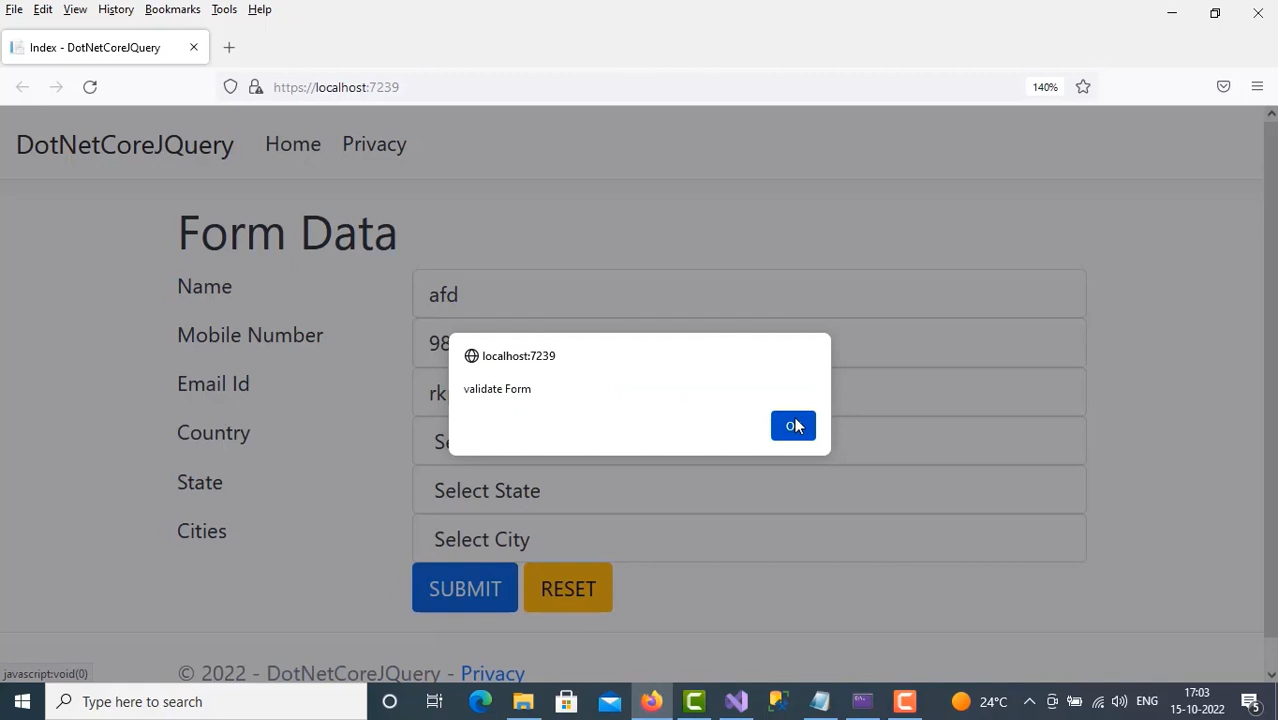 File Edit View History Bookmarks Tools Help
Index - DotNetCoreJQuery
https://localhost:7239
140%
DotNetCoreJQuery Home Privacy
Form Data
Name
afd
Mobile Number
98
Email Id
rk
Country
Se
State
Select State
Cities
Select City
localhost:7239
validate Form
SUBMIT RESET
© 2022 - DotNetCoreJQuery - Privacy
javascript:void(0)
Type here to search
24°C
ENG
17:03
15-10-2022
5